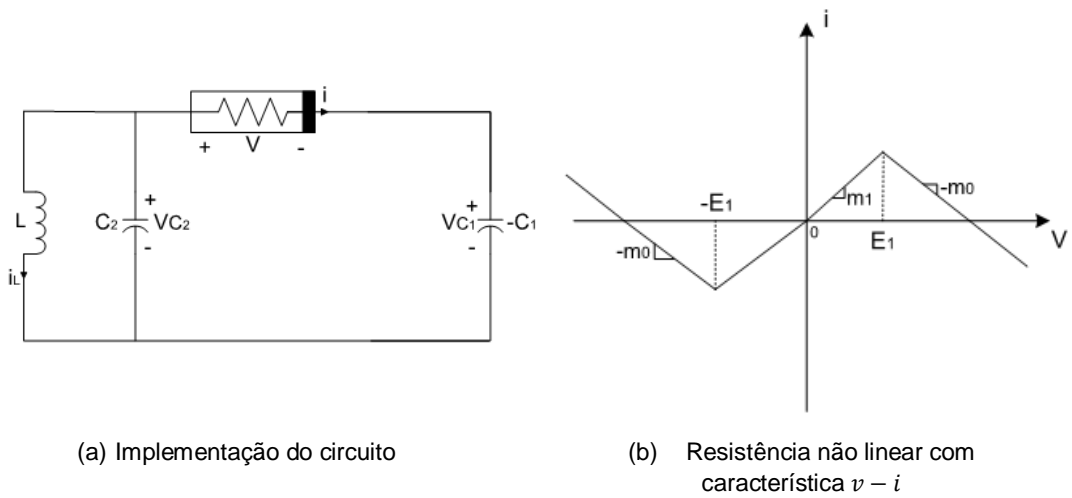 i
i
+ V -
L
C2
+
VC2
-
+
VC1
-
-C1
iL
-m0
-E1
0
m1
E1
-m0
V
(a) Implementação do circuito
(b) Resistência não linear com
característica v − i